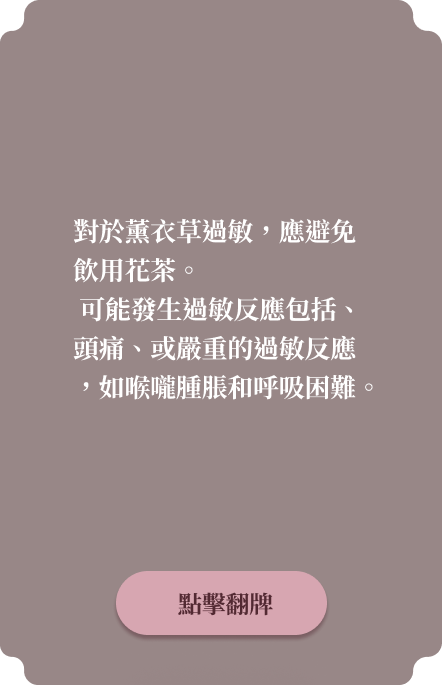 對於薰衣草過敏，應避免
飲用花茶。
可能發生過敏反應包括、
頭痛、或嚴重的過敏反應
，如喉嚨腫脹和呼吸困難。
點擊翻牌